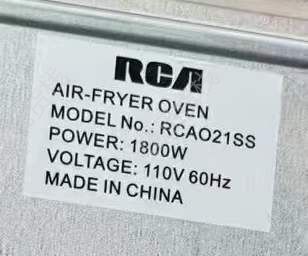 RCA
AIR-FRYER OVEN
MODEL No.: RCAO21SS
POWER: 1800W
VOLTAGE: 110V 60Hz
MADE IN CHINA